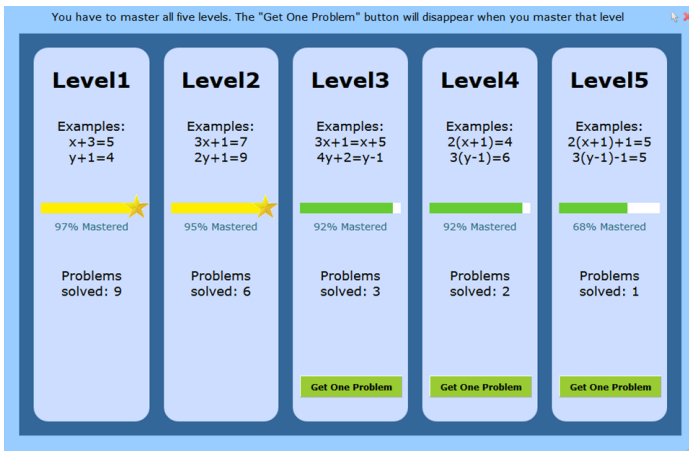 You have to master all five levels. The "Get One Problem" button will disappear when you master that level
Level1
Examples:
x+3=5
y+1=4
97% Mastered
Problems
solved: 9
Level2
Examples:
3x+1=7
2y+1=9
95% Mastered
Problems
solved: 6
Level3
Examples:
3x+1=x+5
4y+2=y-1
92% Mastered
Problems
solved: 3
Get One Problem
Level4
Examples:
2(x+1)=4
3(y-1)=6
92% Mastered
Problems
solved: 2
Get One Problem
Level5
Examples:
2(x+1)+1=5
3(y-1)-1=5
68% Mastered
Problems
solved: 1
Get One Problem